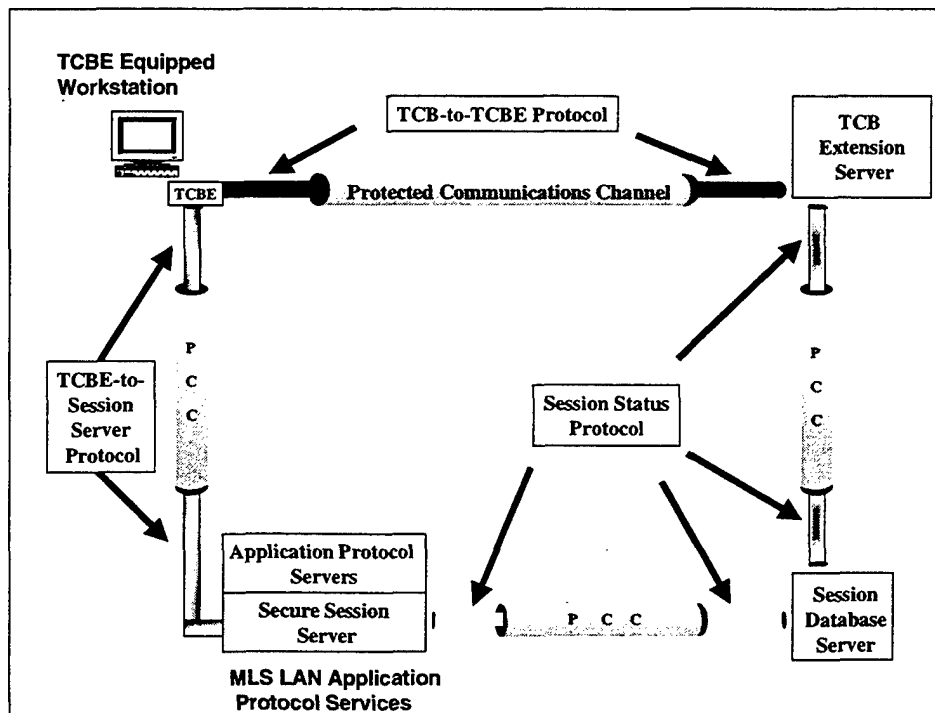 TCBE Equipped
Workstation
TCB-to-TCBE Protocol
TCB
Extension
Server
TCBE
Protected Communications Channel
P
C
C
TCBE-to-
Session
Server
Protocol
Session Status
Protocol
P
C
C
Application Protocol
Servers
Secure Session
Server
P C C
Session
Database
Server
MLS LAN Application
Protocol Services